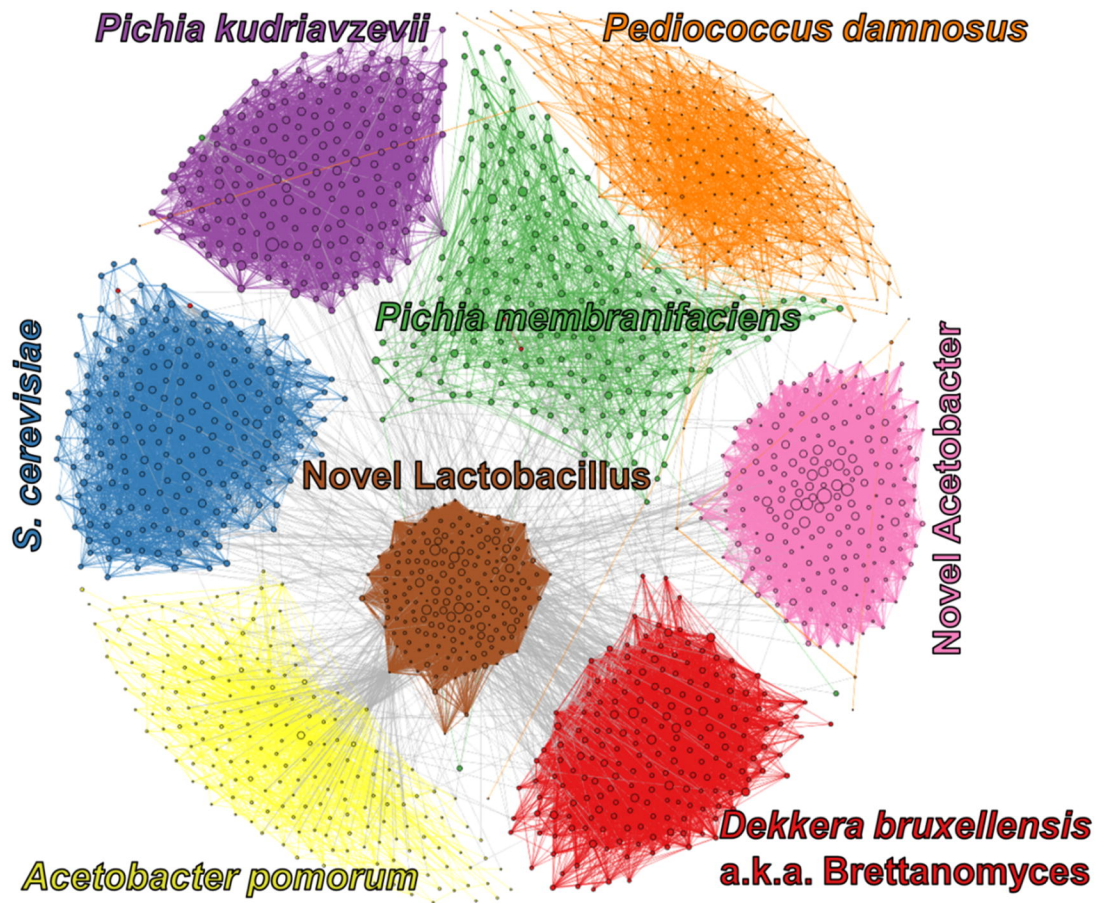 Pichia kudriavzevii
Pediococcus damnosus
Pichia membranifaciens
S. cerevisiae
Novel Acetobacter
Novel Lactobacillus
Dekkera bruxellensis
a.k.a. Brettanomyces
Acetobacter pomorum